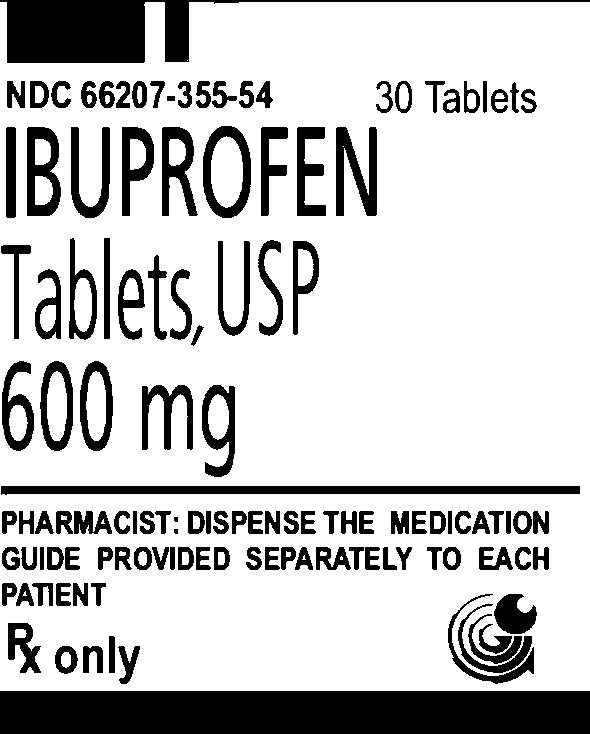 NDC 66207-355-54 30 Tablets
IBUPROFEN
Tablets, USP
600 mg
PHARMACIST: DISPENSE THE MEDICATION
GUIDE PROVIDED SEPARATELY TO EACH
PATIENT
Rx only